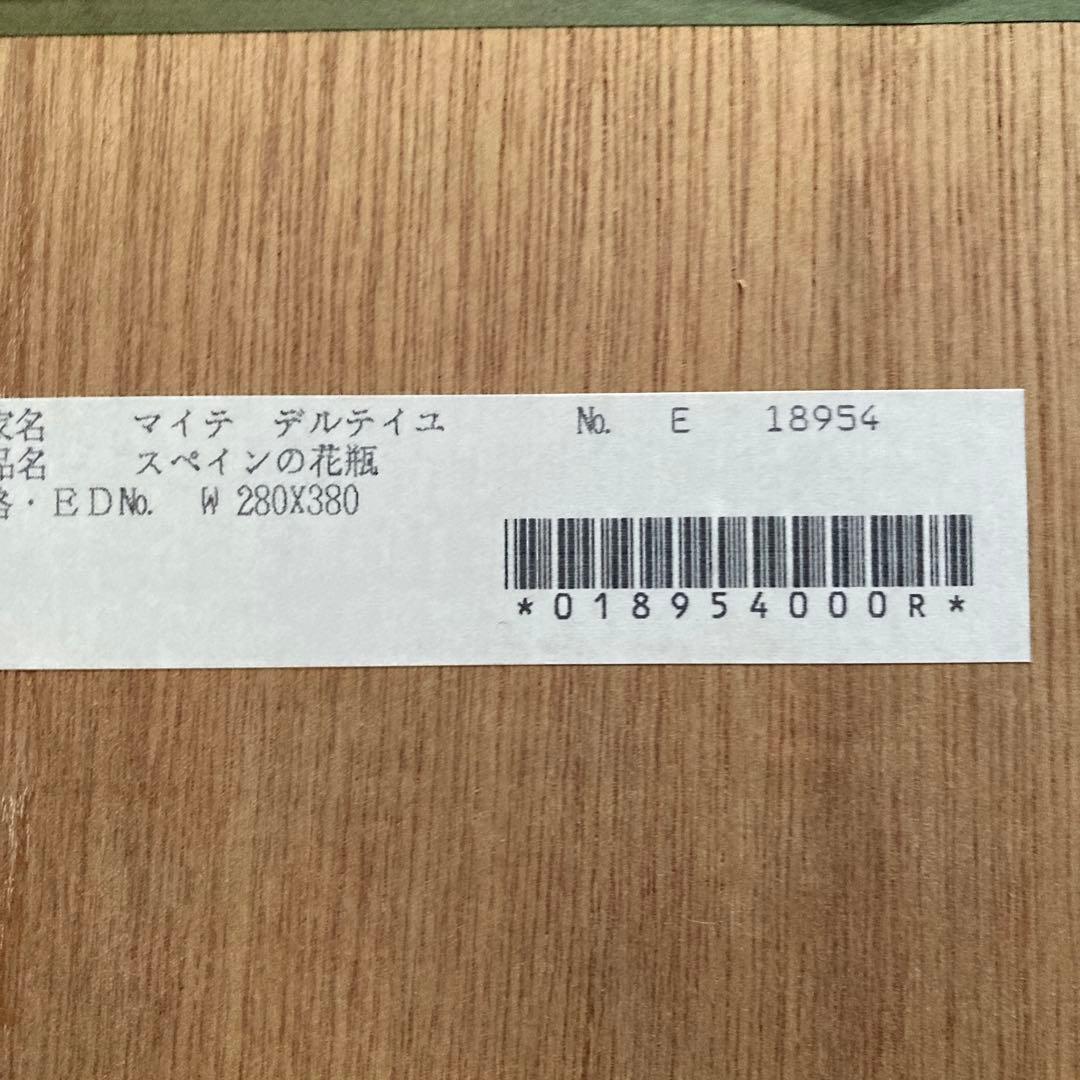 家名 マイテ デルテイユ № E 18954
品名 スペインの花瓶
格・ＥＤ№ W 280X380
*018954000R*